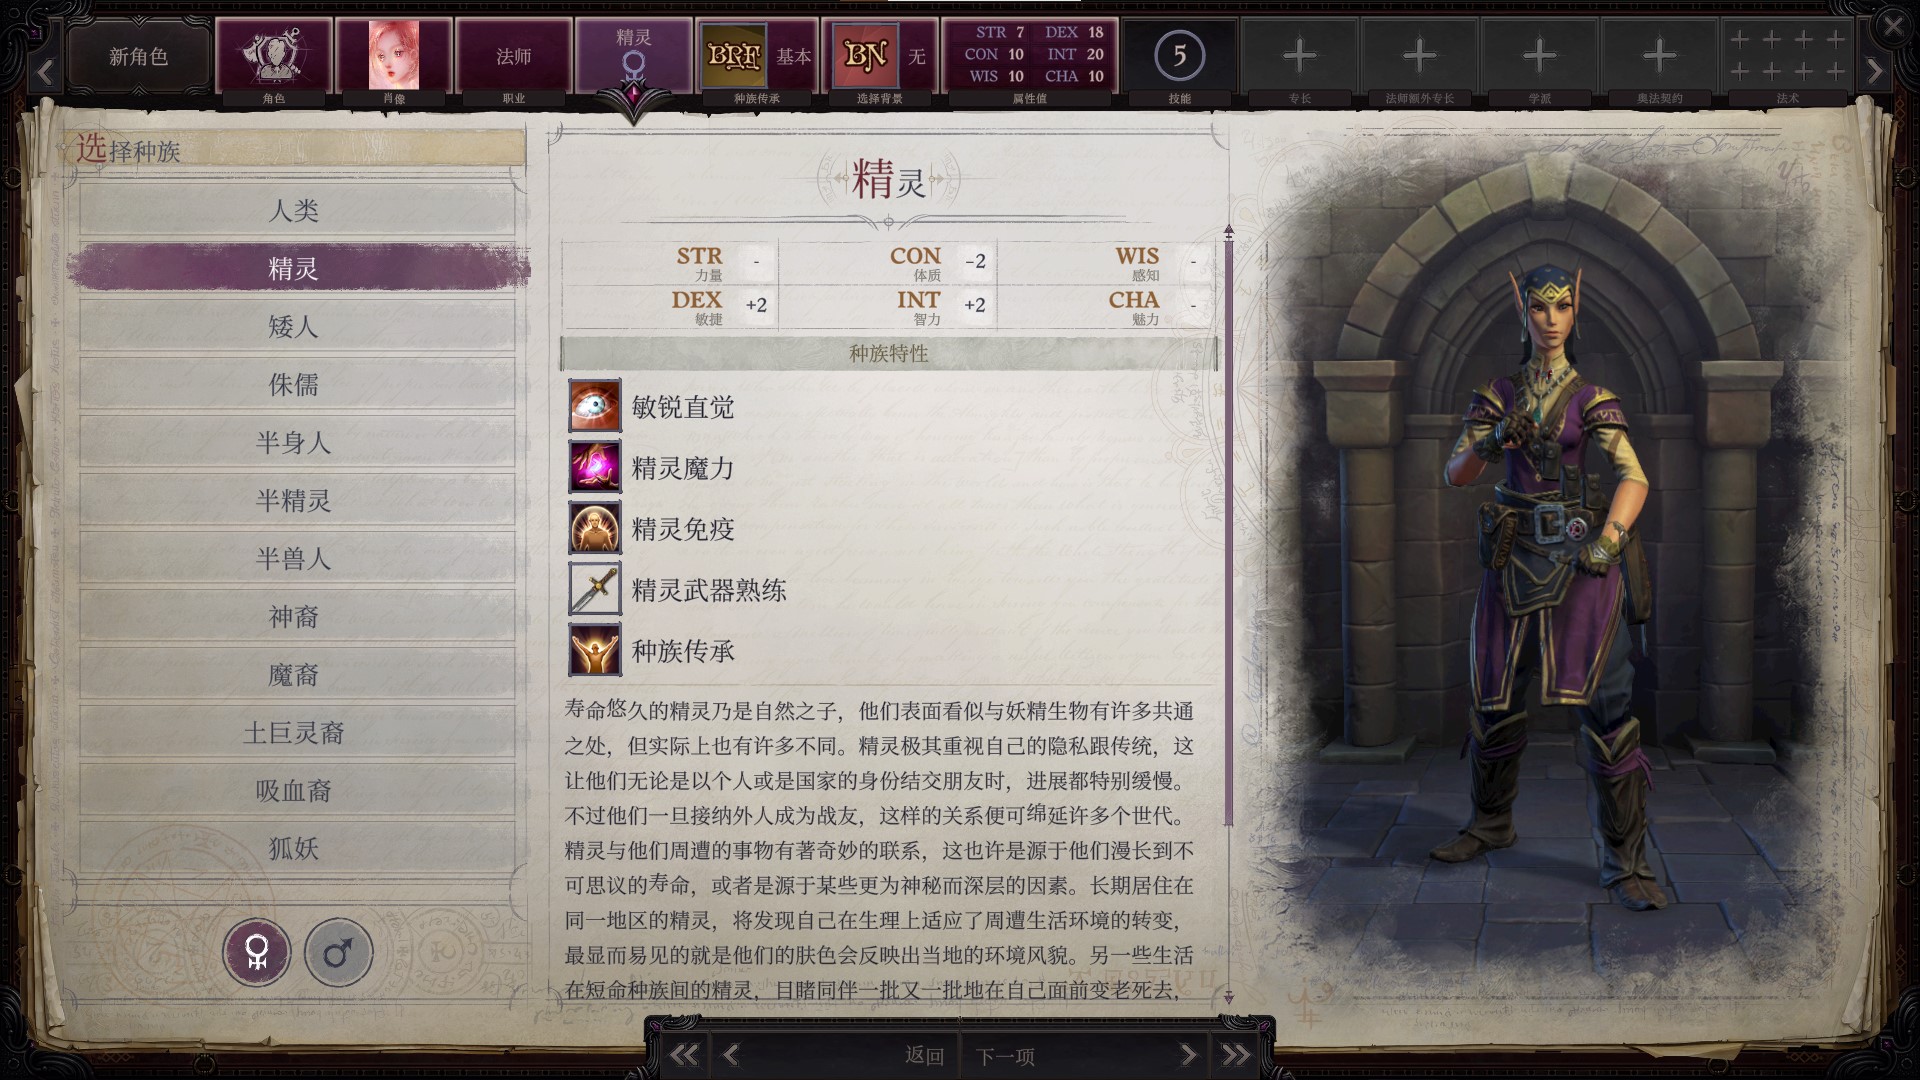 新角色
角色
肖像
法师
职业
精灵
BRF 基本
种族传承
BN 无
选择背景
STR 7 DEX 18
CON 10 INT 20
WIS 10 CHA 10
属性值
5
技能
专长
法师额外专长
学派
奥法契约
法术
选择种族
人类
精灵
矮人
侏儒
半身人
半精灵
半兽人
神裔
魔裔
土巨灵裔
吸血裔
狐妖
精灵
STR 力量 -
CON 体质 -2
WIS 感知 -
DEX 敏捷 +2
INT 智力 +2
CHA 魅力 -
种族特性
敏锐直觉
精灵魔力
精灵免疫
精灵武器熟练
种族传承
寿命悠久的精灵乃是自然之子，他们表面看似与妖精生物有许多共通
之处，但实际上也有许多不同。精灵极其重视自己的隐私跟传统，这
让他们无论是以个人或是国家的身份结交朋友时，进展都特别缓慢。
不过他们一旦接纳外人成为战友，这样的关系便可绵延许多个世代。
精灵与他们周遭的事物有著奇妙的联系，这也许是源于他们漫长到不
可思议的寿命，或者是源于某些更为神秘而深层的因素。长期居住在
同一地区的精灵，将发现自己在生理上适应了周遭生活环境的转变，
最显而易见的就是他们的肤色会反映出当地的环境风貌。另一些生活
在短命种族间的精灵，目睹同伴一批又一批地在自己面前变老死去，
返回
下一项